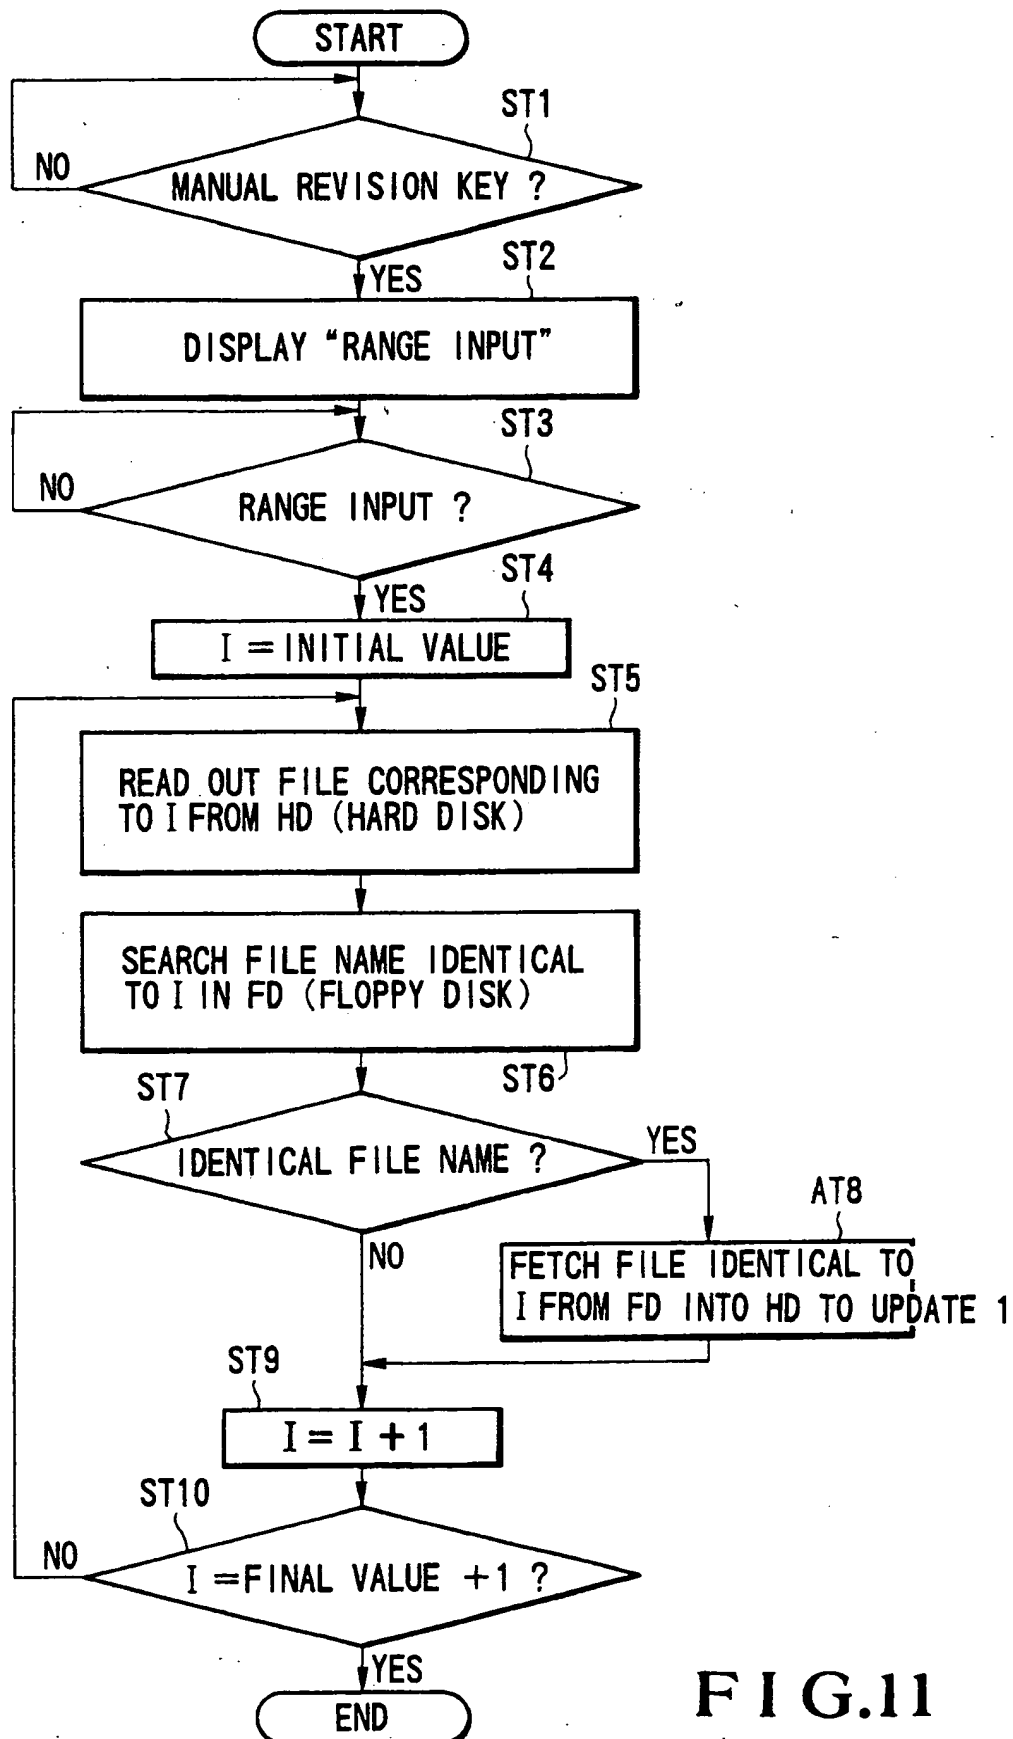 START
ST1
NO
MANUAL REVISION KEY ?
YES
ST2
DISPLAY "RANGE INPUT"
ST3
NO
RANGE INPUT ?
ST4
YES
I = INITIAL VALUE
ST5
READ OUT FILE CORRESPONDING
TO I FROM HD (HARD DISK)
SEARCH FILE NAME IDENTICAL
TO I IN FD (FLOPPY DISK)
ST6
ST7
IDENTICAL FILE NAME ?
YES
AT8
NO
FETCH FILE IDENTICAL TO
I FROM FD INTO HD TO UPDATE 1
ST9
I = I + 1
ST10
NO
I = FINAL VALUE +1 ?
YES
END
FIG.11